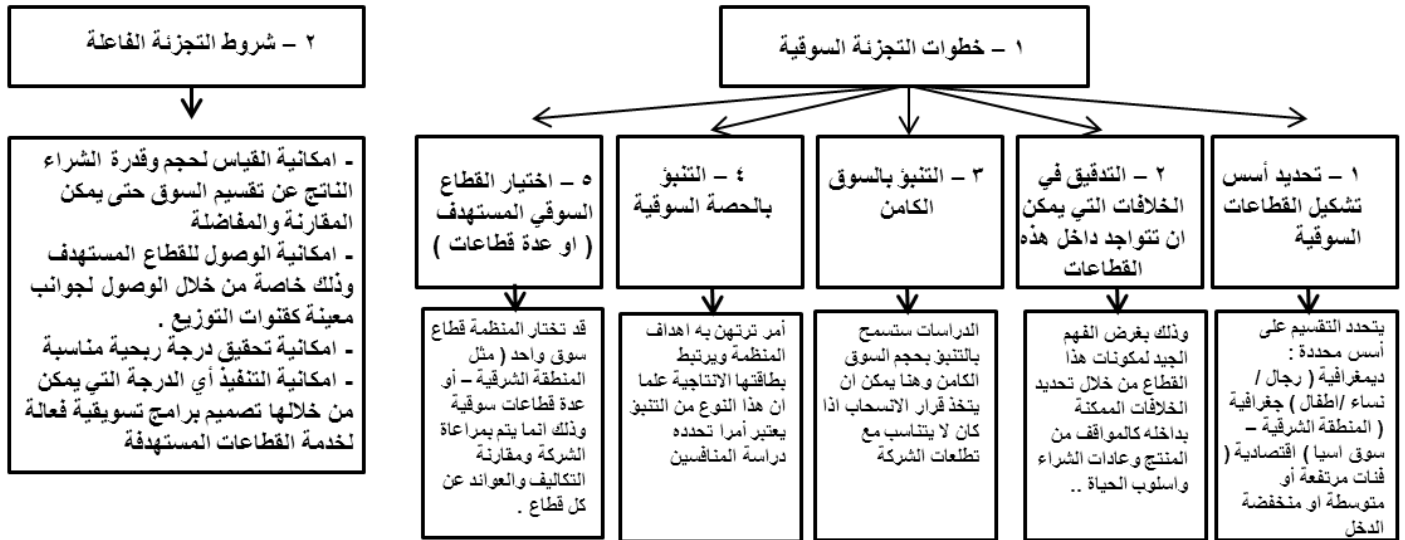 ١ – خطوات التجزئة السوقية
١ – تحديد أسس
تشكيل القطاعات
السوقية
يتحدد التقسيم على
أسس محددة :
ديمغرافية ( رجال /
نساء /اطفال ) جغرافية
( المنطقة الشرقية –
سوق اسيا ) اقتصادية (
فئات مرتفعة أو
متوسطة او منخفضة
الدخل
٢ – التدقيق في
الخلافات التي يمكن
ان تتواجد داخل هذه
القطاعات
وذلك بغرض الفهم
الجيد لمكونات هذا
القطاع من خلال تحديد
الخلافات الممكنة
بداخله كالمواقف من
المنتج وعادات الشراء
واسلوب الحياة ..
٣ – التنبؤ بالسوق
الكامن
الدراسات ستسمح
بالتنبؤ بحجم السوق
الكامن وهنا يمكن ان
يتخذ قرار الانسحاب اذا
كان لا يتناسب مع
تطلعات الشركة
٤ – التنبؤ
بالحصة السوقية
أمر ترتهن به اهداف
المنظمة ويرتبط
بطاقتها الانتاجية علما
ان هذا النوع من التنبؤ
يعتبر أمرا تحدده
دراسة المنافسين
٥ – اختيار القطاع
السوقي المستهدف
( او عدة قطاعات )
قد تختار المنظمة قطاع
سوق واحد ( مثل
المنطقة الشرقية – أو
عدة قطاعات سوقية
وذلك انما يتم بمراعاة
الشركة ومقارنة
التكاليف والعوائد عن
كل قطاع .
٢ – شروط التجزئة الفاعلة
- امكانية القياس لحجم وقدرة الشراء
الناتج عن تقسيم السوق حتى يمكن
المقارنة والمفاضلة
- امكانية الوصول للقطاع المستهدف
وذلك خاصة من خلال الوصول لجوانب
معينة كقنوات التوزيع .
- امكانية تحقيق درجة ربحية مناسبة
- امكانية التنفيذ أي الدرجة التي يمكن
من خلالها تصميم برامج تسويقية فعالة
لخدمة القطاعات المستهدفة